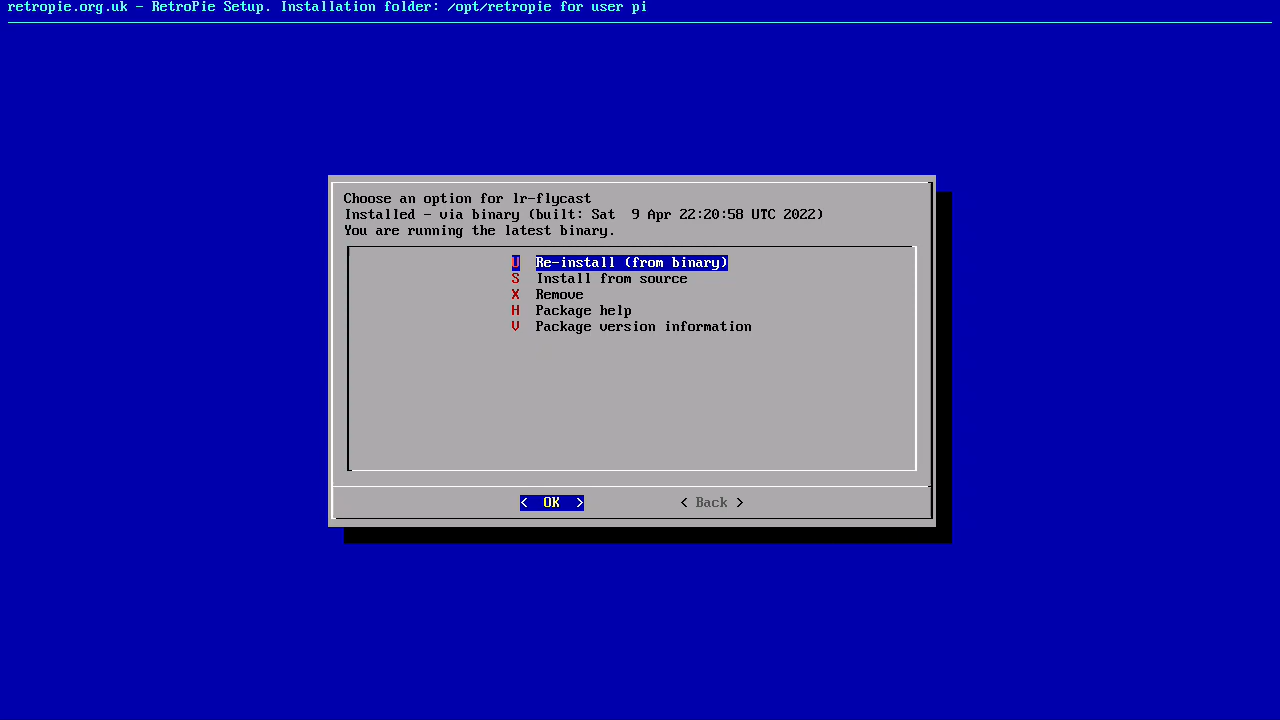 retropie.org.uk - RetroPie Setup. Installation folder: /opt/retropie for user pi
Choose an option for lr-flycast
Installed - via binary (built: Sat  9 Apr 22:20:58 UTC 2022)
You are running the latest binary.
U  Re-install (from binary)
S  Install from source
X  Remove
H  Package help
V  Package version information
<  OK  > < Back >